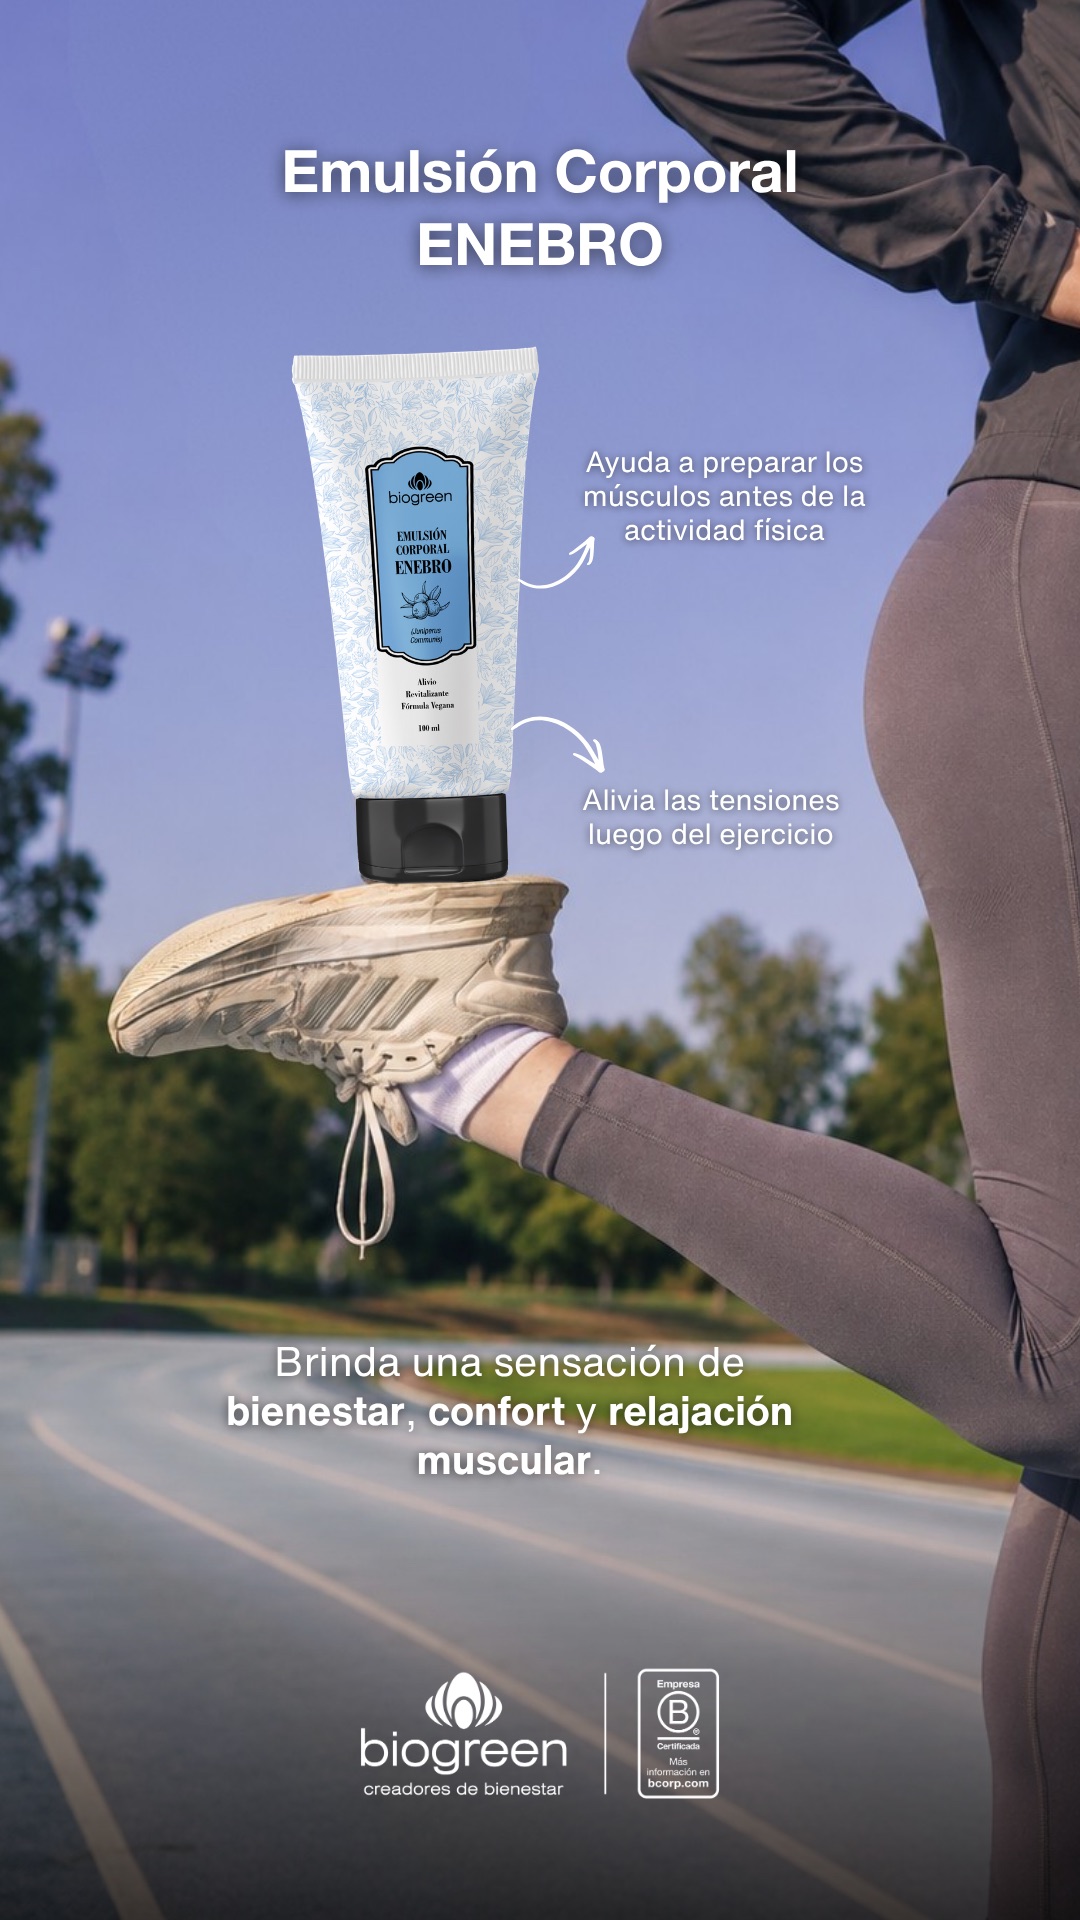 Emulsión Corporal
ENEBRO
biogreen
EMULSIÓN
CORPORAL
ENEBRO
(Juniperus
Communis)
Alivio
Revitalizante
Fórmula Vegana
100 ml
Ayuda a preparar los
músculos antes de la
actividad física
Alivia las tensiones
luego del ejercicio
Brinda una sensación de
bienestar, confort y relajación
muscular.
biogreen
creadores de bienestar
Empresa
B
®
Certificada
Más
información en
bcorp.com